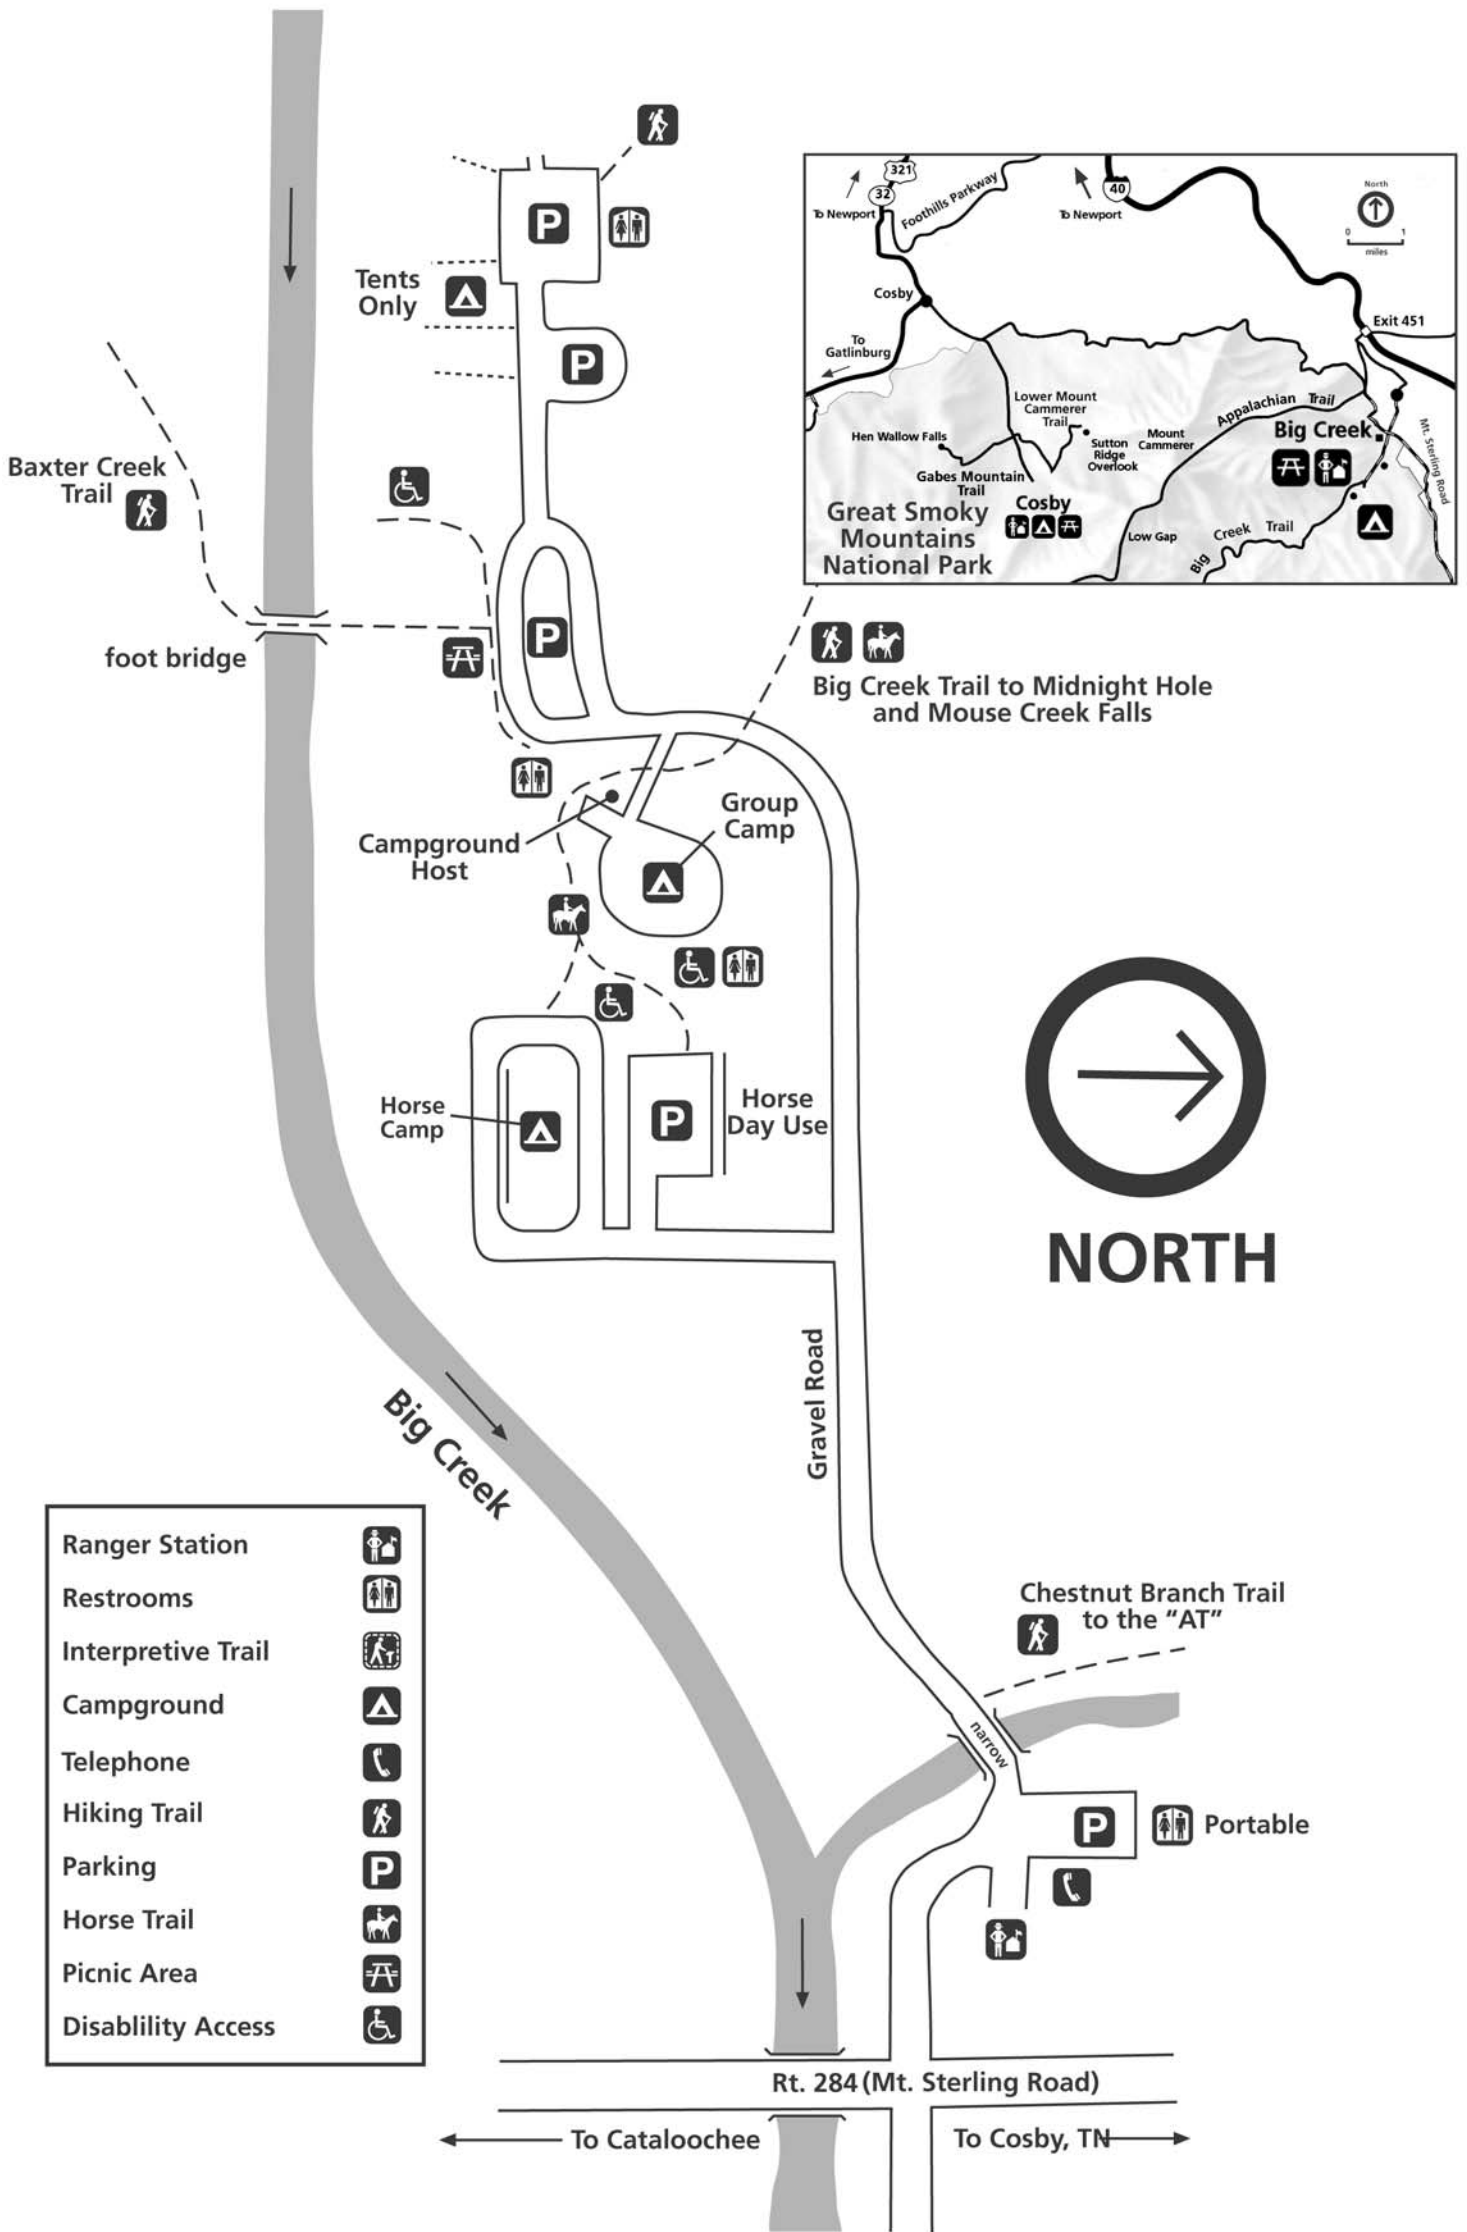 P
Tents
Only
P
Baxter Creek
Trail
foot bridge
P
321
32
To Newport
Foothills Parkway
40
To Newport
North
0 1
miles
Cosby
Exit 451
To
Gatlinburg
Lower Mount
Cammerer
Trail
Appalachian Trail
Hen Wallow Falls
Sutton
Ridge
Overlook
Mount
Cammerer
Big Creek
Mt. Sterling Road
Gabes Mountain
Trail
Cosby
Great Smoky
Mountains
National Park
Low Gap
Big Creek Trail
Big Creek Trail to Midnight Hole
and Mouse Creek Falls
Group
Camp
Campground
Host
Horse
Camp
P
Horse
Day Use
NORTH
Gravel Road
Big Creek
Ranger Station
Restrooms
Interpretive Trail
Campground
Telephone
Hiking Trail
Parking
P
Horse Trail
Picnic Area
Disablility Access
Chestnut Branch Trail
to the “AT”
narrow
P
Portable
Rt. 284 (Mt. Sterling Road)
To Cataloochee
To Cosby, TN